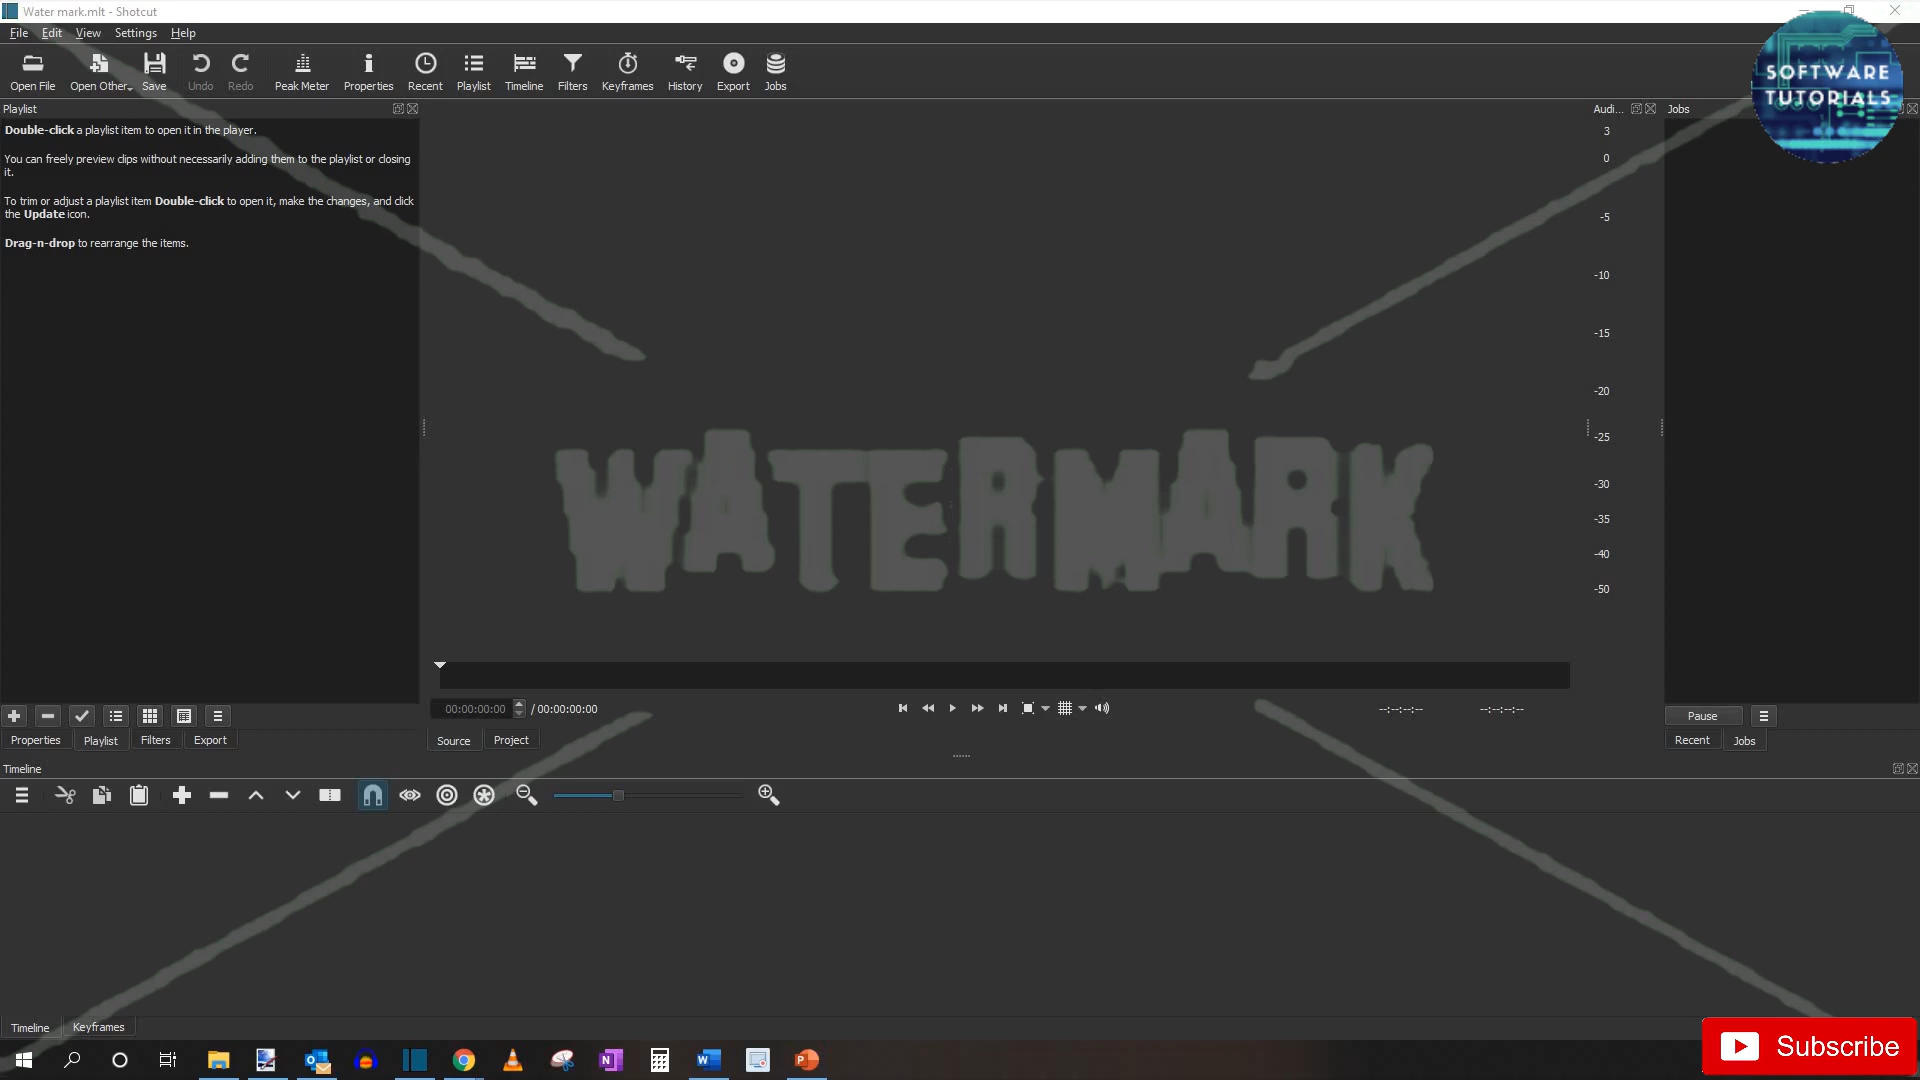 Water mark.mlt - Shotcut
File Edit View Settings Help
Open File Open Other Save Undo Redo Peak Meter Properties Recent Playlist Timeline Filters Keyframes History Export Jobs
SOFTWARE
TUTORIALS
Playlist
Audi... Jobs
Double-click a playlist item to open it in the player.
You can freely preview clips without necessarily adding them to the playlist or closing
it.
To trim or adjust a playlist item Double-click to open it, make the changes, and click
the Update icon.
Drag-n-drop to rearrange the items.
3
0
-5
-10
-15
-20
-25
-30
-35
-40
-50
WATERMARK
00:00:00:00 / 00:00:00:00 --:--:--:-- --:--:--:--
Pause
Properties Playlist Filters Export Source Project Recent Jobs
Timeline
Timeline Keyframes
Subscribe